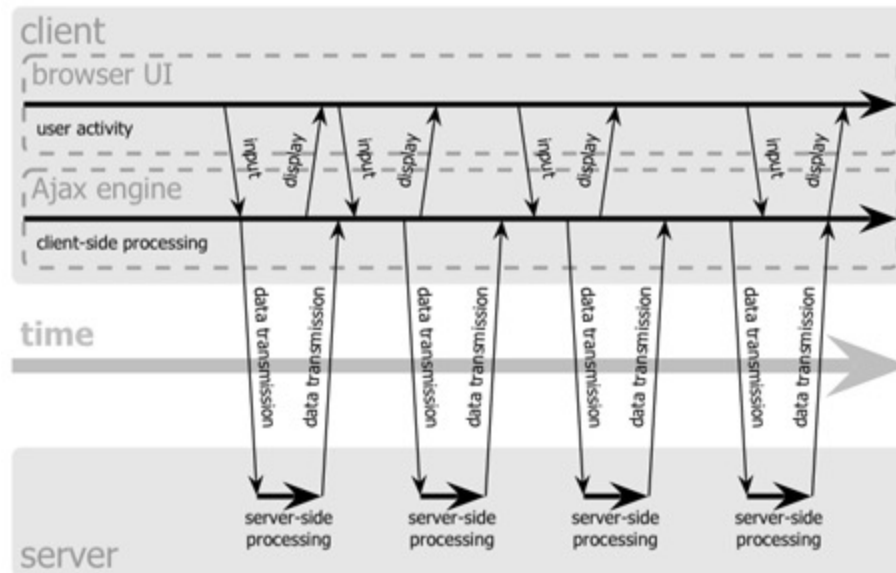 client
browser UI
user activity
input
display
input
display
input
display
input
display
Ajax engine
client-side processing
data transmission
data transmission
data transmission
data transmission
data transmission
data transmission
data transmission
data transmission
time
server-side
processing
server-side
processing
server-side
processing
server-side
processing
server